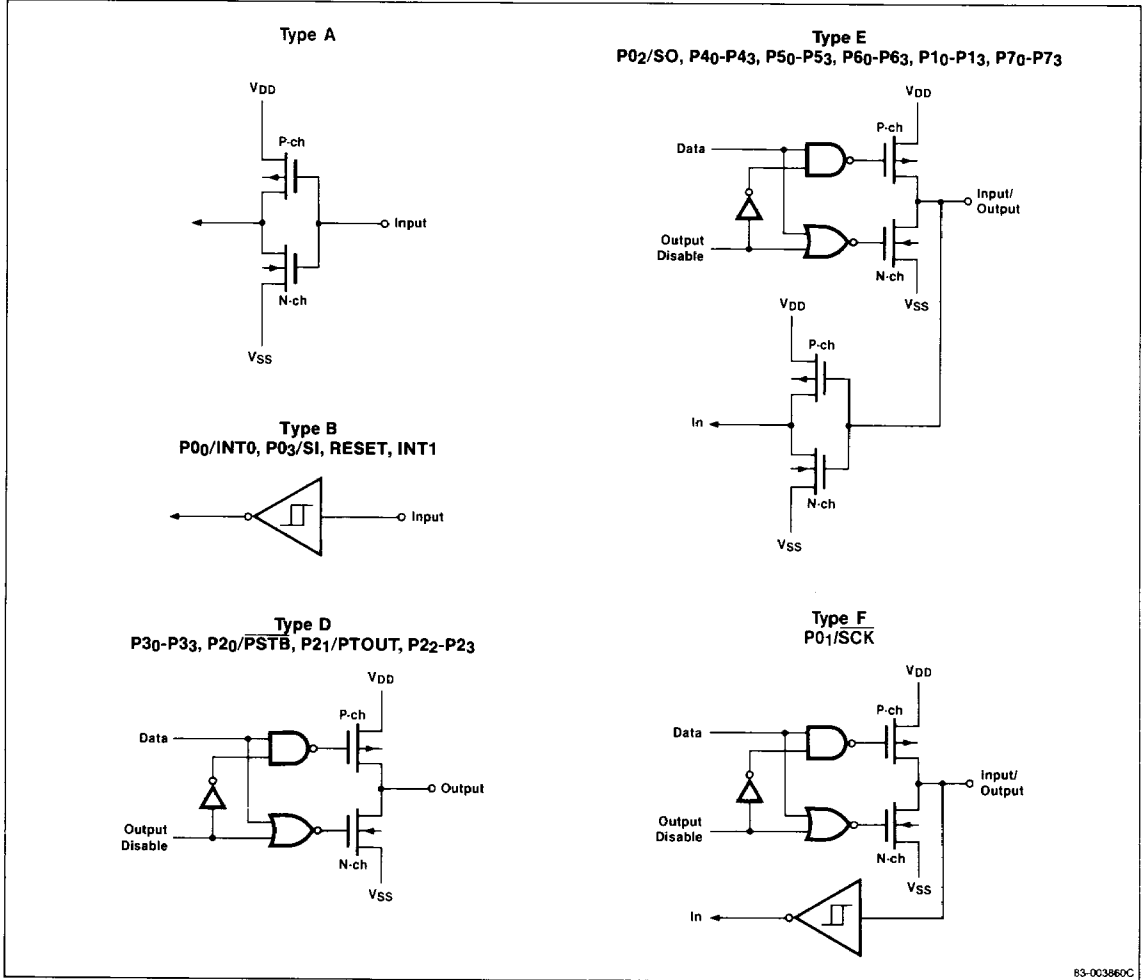 Type A
VDD
P-ch
Input
N-ch
VSS
Type B
P00/INT0, P03/SI, RESET, INT1
Input
Type D
P30-P33, P20/PSTB, P21/PTOUT, P22-P23
VDD
P-ch
Data
Output
Output
Disable
N-ch
VSS
Type E
P02/SO, P40-P43, P50-P53, P60-P63, P10-P13, P70-P73
VDD
P-ch
Data
Input/
Output
Output
Disable
N-ch
VSS
VDD
P-ch
In
N-ch
VSS
Type F
P01/SCK
VDD
P-ch
Data
Input/
Output
Output
Disable
N-ch
VSS
In
83-003860C